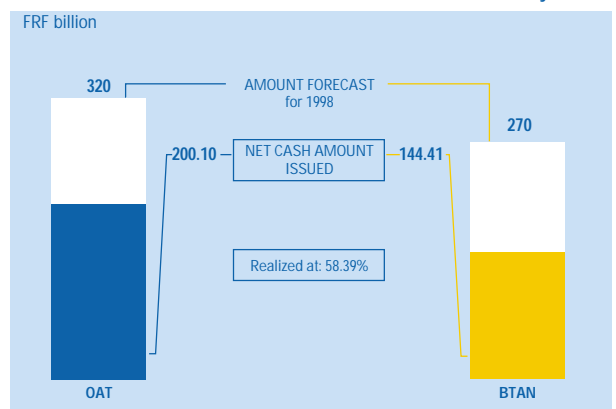 FRF billion
320
AMOUNT FORECAST
for 1998
270
200.10
NET CASH AMOUNT
ISSUED
144.41
Realized at: 58.39%
OAT
BTAN